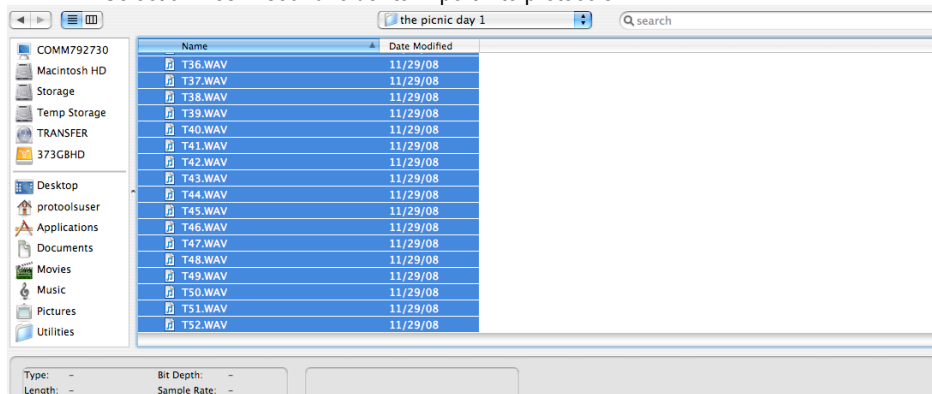 the picnic day 1
search
Name Date Modified
COMM792730
Macintosh HD
Storage
Temp Storage
TRANSFER
373GBHD
Desktop
protoolsuser
Applications
Documents
Movies
Music
Pictures
Utilities
T36.WAV 11/29/08
T37.WAV 11/29/08
T38.WAV 11/29/08
T39.WAV 11/29/08
T40.WAV 11/29/08
T41.WAV 11/29/08
T42.WAV 11/29/08
T43.WAV 11/29/08
T44.WAV 11/29/08
T45.WAV 11/29/08
T46.WAV 11/29/08
T47.WAV 11/29/08
T48.WAV 11/29/08
T49.WAV 11/29/08
T50.WAV 11/29/08
T51.WAV 11/29/08
T52.WAV 11/29/08
Type: - Bit Depth: -
Length: - Sample Rate: -